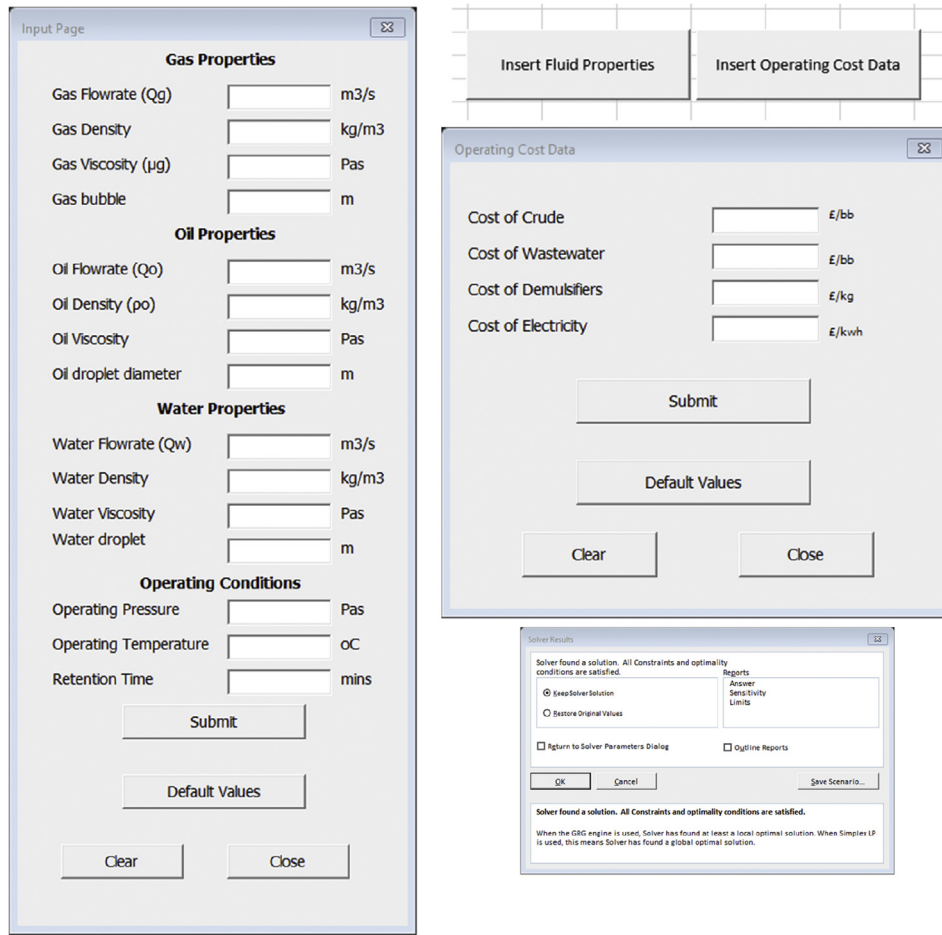 Input Page
Gas Properties
Gas Flowrate (Qg) m3/s
Gas Density kg/m3
Gas Viscosity (μg) Pas
Gas bubble m
Oil Properties
Oil Flowrate (Qo) m3/s
Oil Density (ρo) kg/m3
Oil Viscosity Pas
Oil droplet diameter m
Water Properties
Water Flowrate (Qw) m3/s
Water Density kg/m3
Water Viscosity Pas
Water droplet m
Operating Conditions
Operating Pressure Pas
Operating Temperature oC
Retention Time mins
Submit
Default Values
Clear Close
Insert Fluid Properties Insert Operating Cost Data
Operating Cost Data
Cost of Crude £/bb
Cost of Wastewater £/bb
Cost of Demulsifiers £/kg
Cost of Electricity £/kwh
Submit
Default Values
Clear Close
Solver Results
Solver found a solution. All Constraints and optimality
conditions are satisfied.
Reports
Keep Solver Solution
Restore Original Values
Answer
Sensitivity
Limits
Return to Solver Parameters Dialog Outline Reports
OK Cancel Save Scenario...
Solver found a solution. All Constraints and optimality conditions are satisfied.
When the GRG engine is used, Solver has found at least a local optimal solution. When Simplex LP
is used, this means Solver has found a global optimal solution.